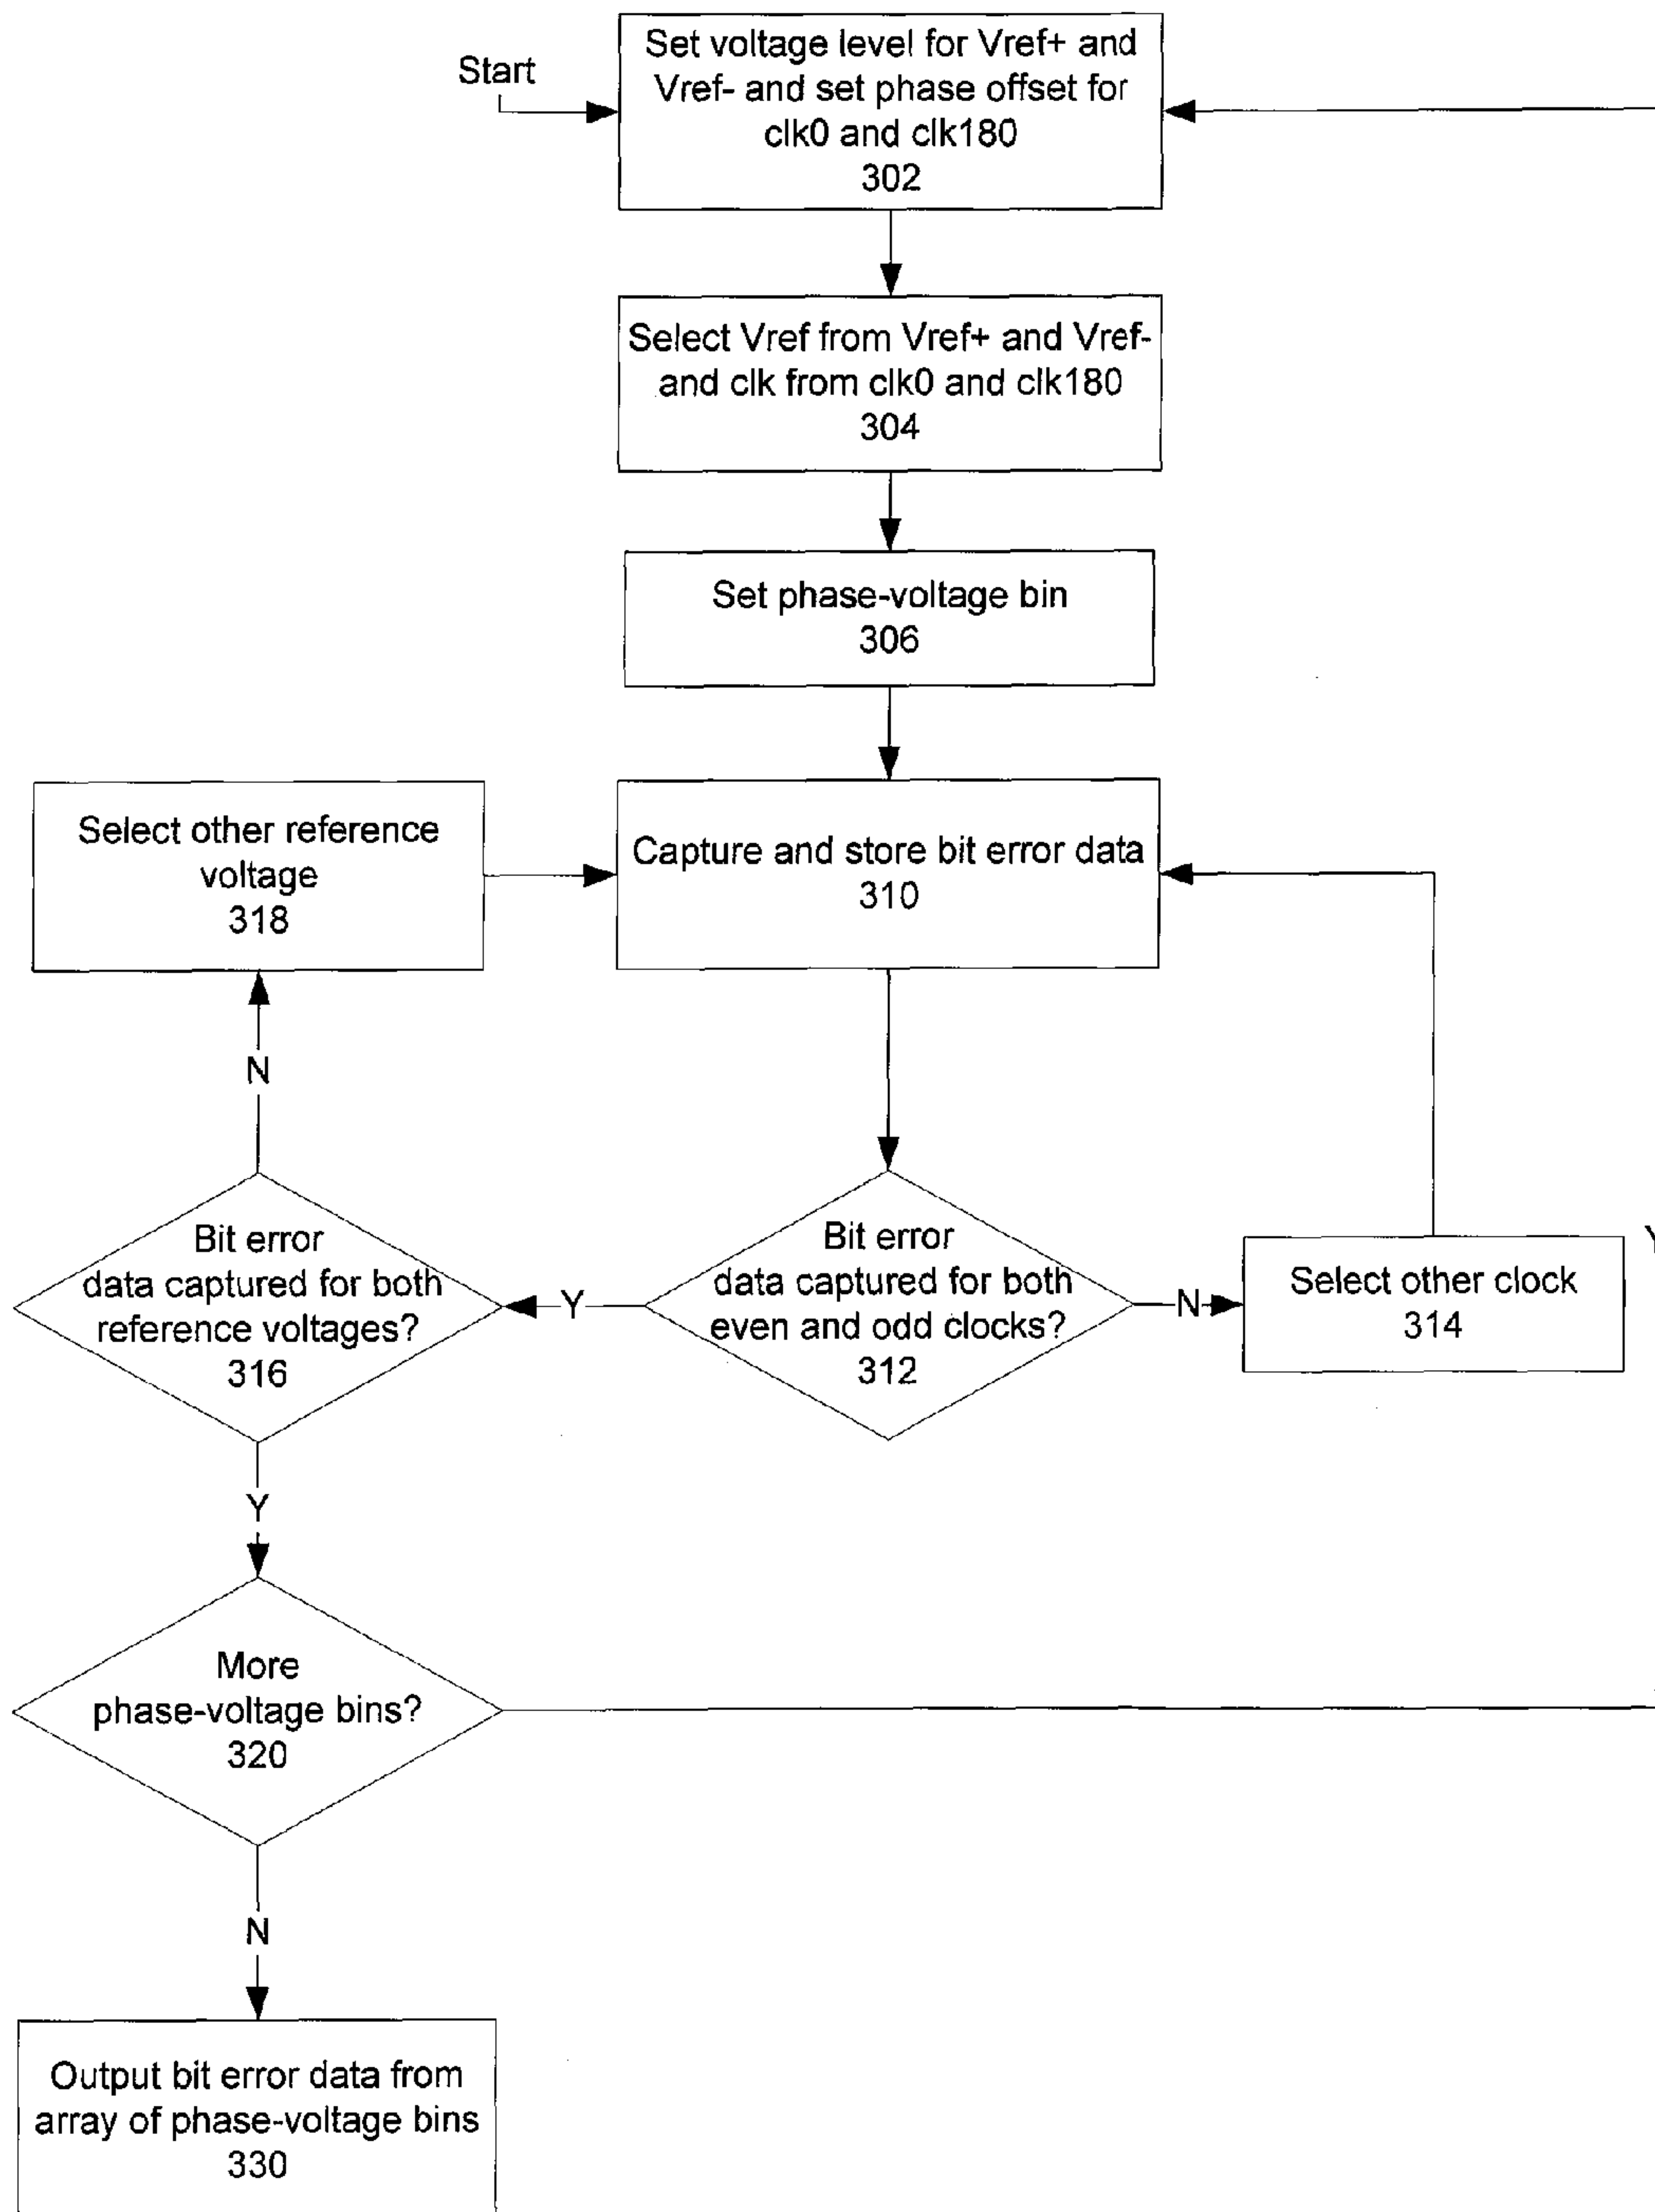 Start
Set voltage level for Vref+ and
Vref- and set phase offset for
clk0 and clk180
302
Select Vref from Vref+ and Vref-
and clk from clk0 and clk180
304
Set phase-voltage bin
306
Select other reference
voltage
318
Capture and store bit error data
310
N
Bit error
data captured for both
reference voltages?
316
Y
Bit error
data captured for both
even and odd clocks?
312
N
Select other clock
314
Y
Y
More
phase-voltage bins?
320
N
Output bit error data from
array of phase-voltage bins
330